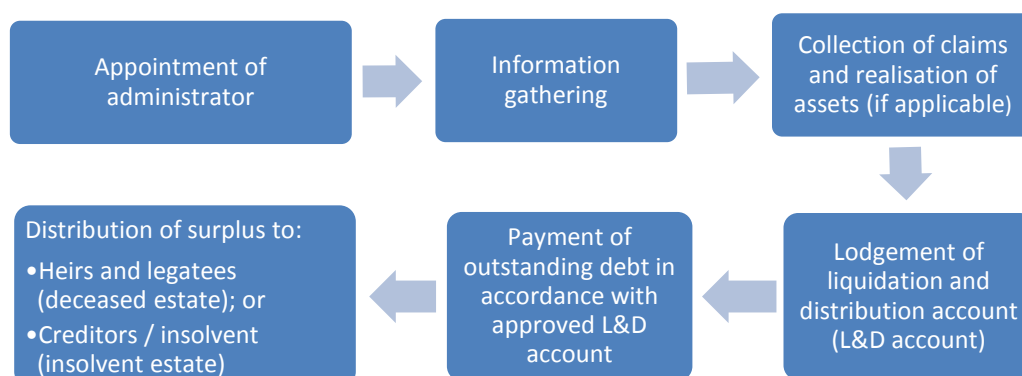 Appointment of
administrator
Information
gathering
Collection of claims
and realisation of
assets (if applicable)
Lodgement of
liquidation and
distribution account
(L&D account)
Payment of
outstanding debt in
accordance with
approved L&D
account
Distribution of surplus to:
•Heirs and legatees
(deceased estate); or
•Creditors / insolvent
(insolvent estate)